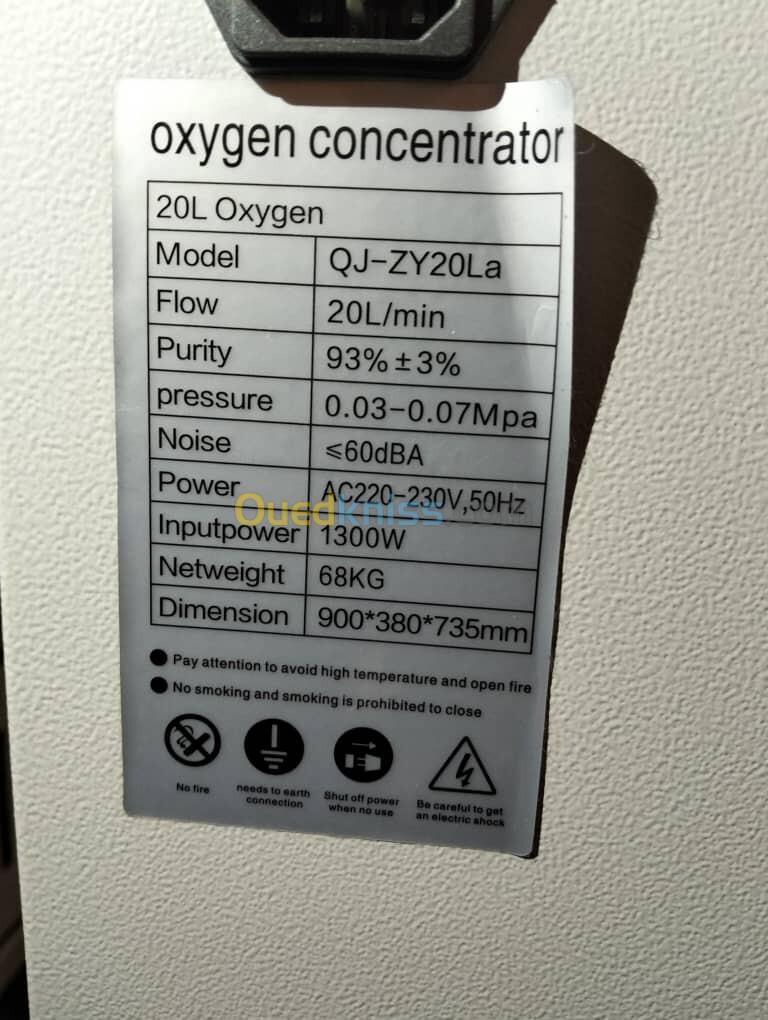 oxygen concentrator
20L Oxygen
Model QJ-ZY20La
Flow 20L/min
Purity 93%±3%
pressure 0.03-0.07Mpa
Noise ≤60dBA
Power AC220-230V,50Hz
Ouedkniss.com
Inputpower 1300W
Netweight 68KG
Dimension 900*380*735mm
● Pay attention to avoid high temperature and open fire
● No smoking and smoking is prohibited to close
No fire
needs to earth
connection
Shut off power
when no use
Be careful to get
an electric shock